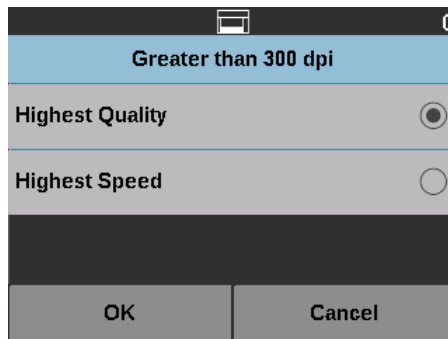 Greater than 300 dpi
Highest Quality
Highest Speed
OK
Cancel